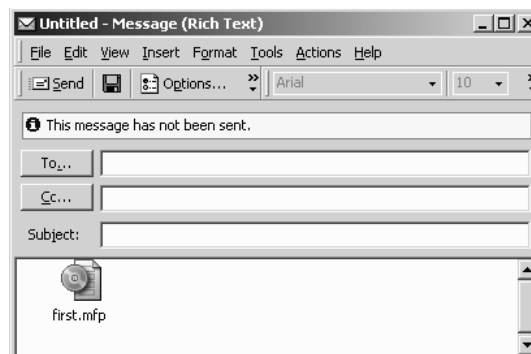 Untitled - Message (Rich Text)
File Edit View Insert Format Tools Actions Help
Send Options... Arial 10
This message has not been sent.
To...
Cc...
Subject:
first.mfp